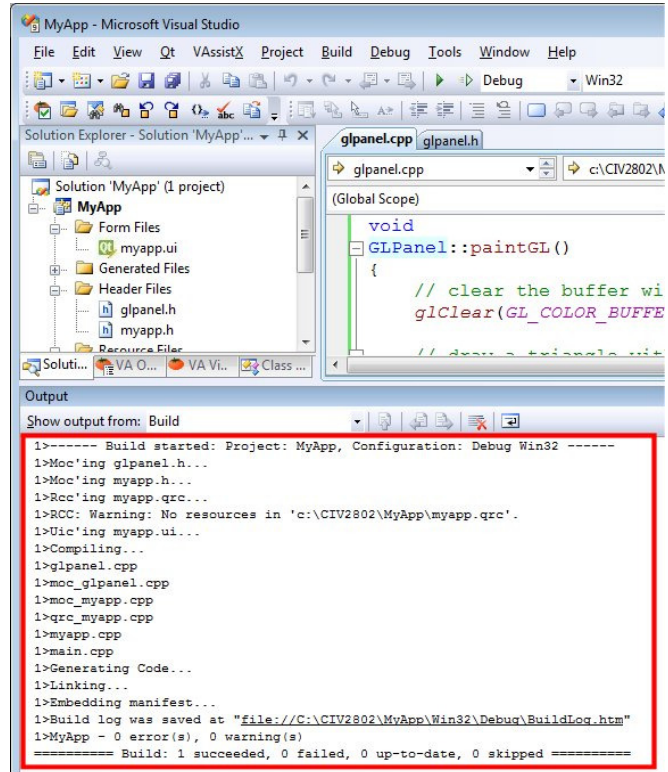 MyApp - Microsoft Visual Studio
File Edit View Qt VAssistX Project Build Debug Tools Window Help
Debug Win32
Solution Explorer - Solution 'MyApp'...
glpanel.cpp glpanel.h
glpanel.cpp c:\CIV2802\M
(Global Scope)
Solution 'MyApp' (1 project)
MyApp
Form Files
myapp.ui
Generated Files
Header Files
glpanel.h
myapp.h
Resource Files
void
GLPanel::paintGL()
{
// clear the buffer wi
glClear(GL_COLOR_BUFFE
// draw a triangle wit
Soluti... VA O... VA Vi... Class ...
Output
Show output from: Build
1>------ Build started: Project: MyApp, Configuration: Debug Win32 ------
1>Moc'ing glpanel.h...
1>Moc'ing myapp.h...
1>Rcc'ing myapp.qrc...
1>RCC: Warning: No resources in 'c:\CIV2802\MyApp\myapp.qrc'.
1>Uic'ing myapp.ui...
1>Compiling...
1>glpanel.cpp
1>moc_glpanel.cpp
1>moc_myapp.cpp
1>qrc_myapp.cpp
1>myapp.cpp
1>main.cpp
1>Generating Code...
1>Linking...
1>Embedding manifest...
1>Build log was saved at "file://C:\CIV2802\MyApp\Win32\Debug\BuildLog.htm"
1>MyApp - 0 error(s), 0 warning(s)
========== Build: 1 succeeded, 0 failed, 0 up-to-date, 0 skipped ==========